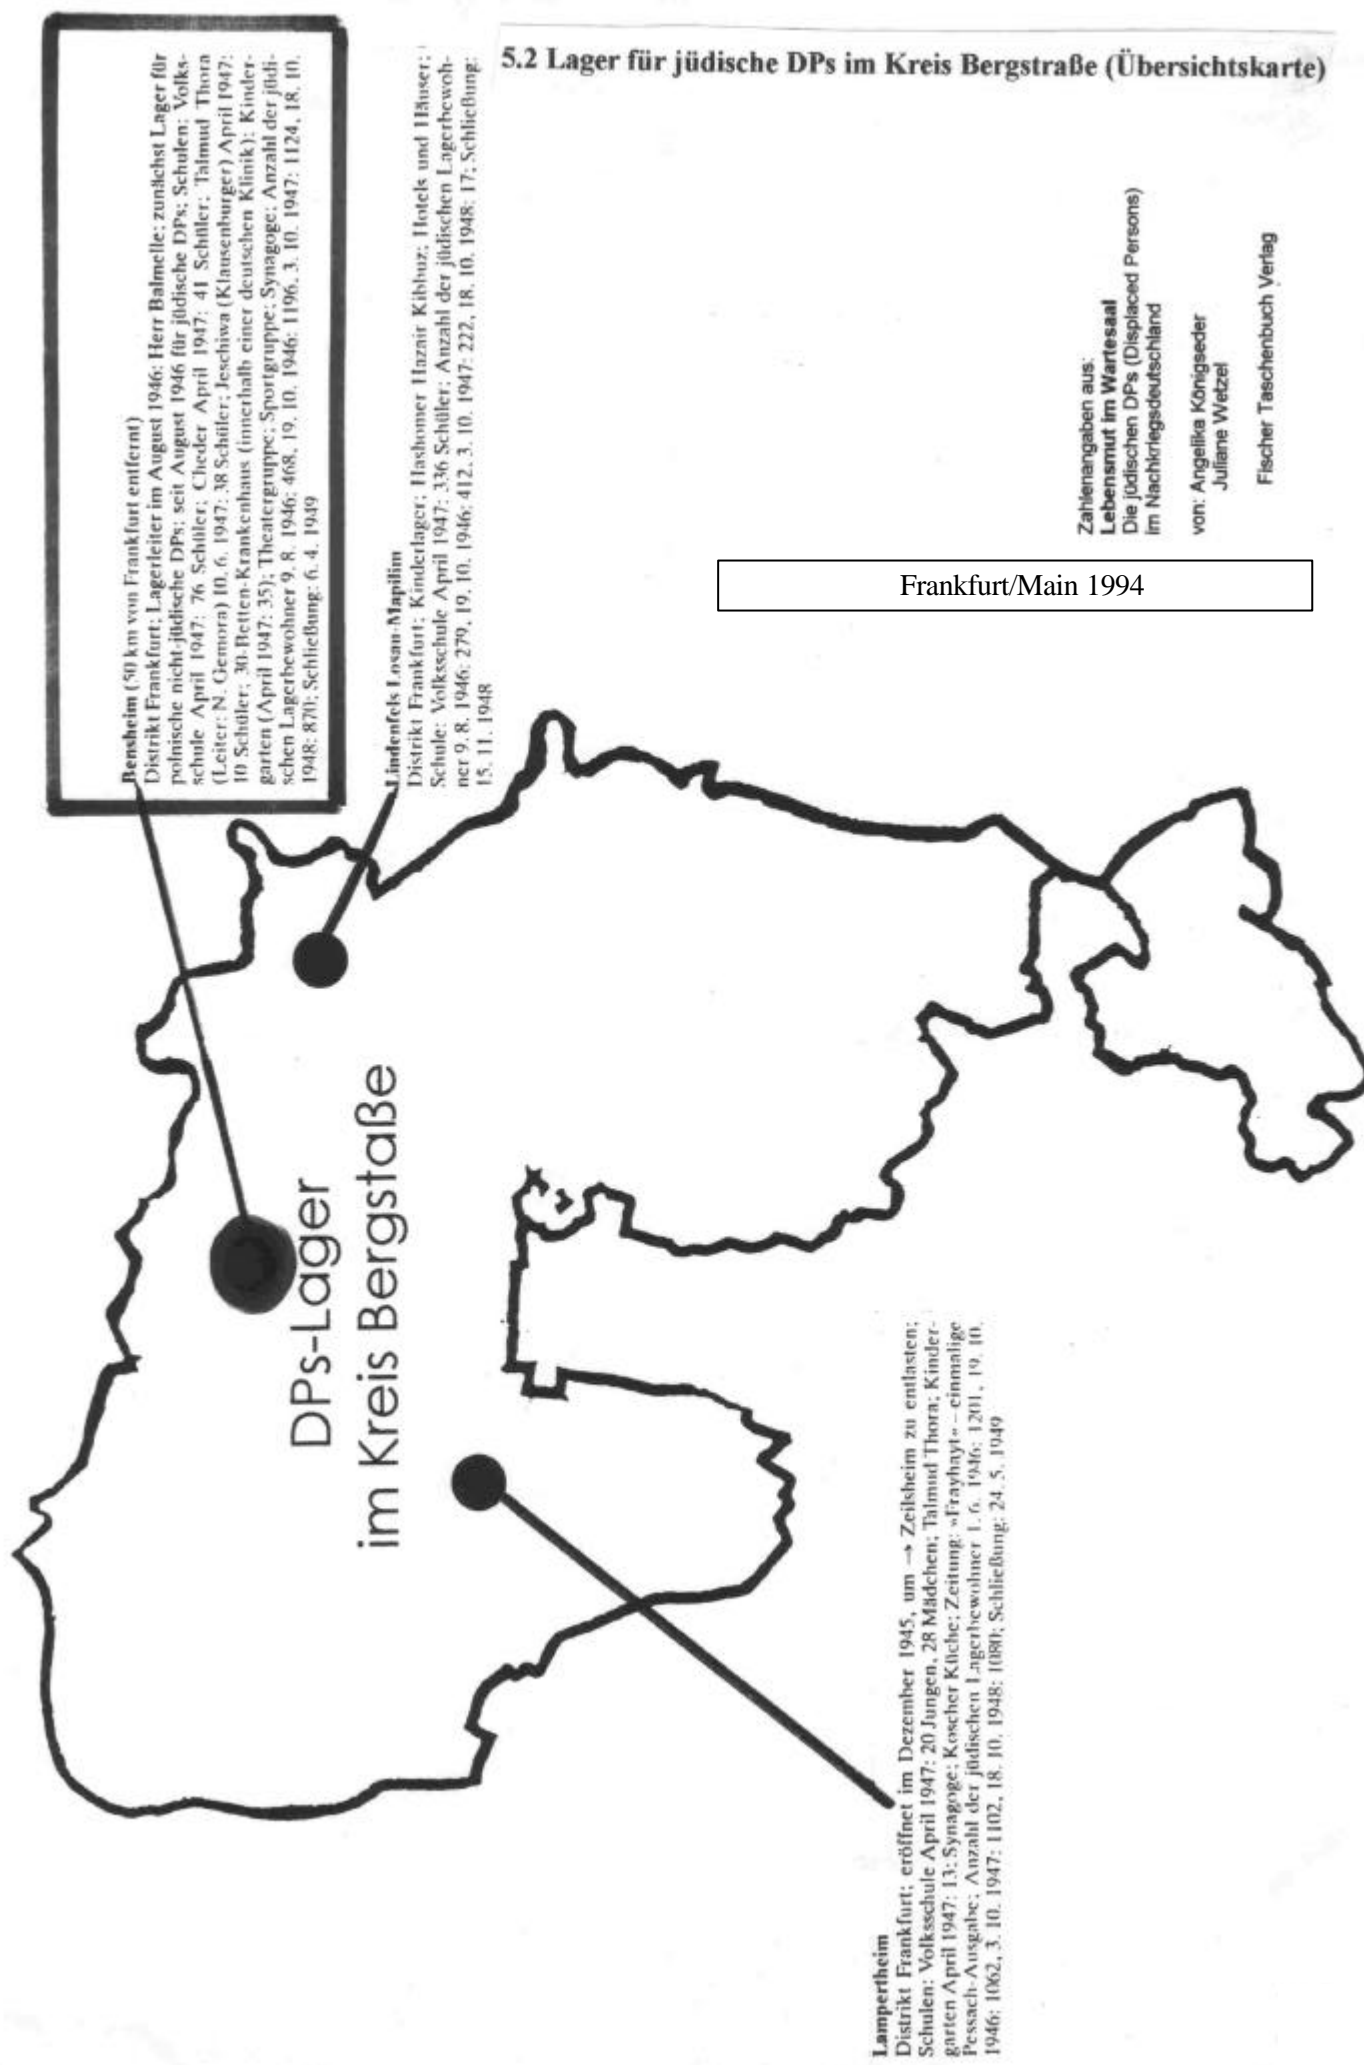 5.2 Lager für jüdische DPs im Kreis Bergstraße (Übersichtskarte)
Bensheim (50 km von Frankfurt entfernt)
Distrikt Frankfurt; Lagerleiter im August 1946: Herr Balmelle; zunächst Lager für
polnische nicht-jüdische DPs; seit August 1946 für jüdische DPs; Schulen: Volks-
schule April 1947: 76 Schüler; Cheder April 1947: 41 Schüler; Talmud Thora
(Leiter: N. Gemora) 10. 6. 1947: 38 Schüler; Jeschiwa (Klausenburger) April 1947:
10 Schüler; 30-Betten-Krankenhaus (innerhalb einer deutschen Klinik); Kinder-
garten (April 1947: 35); Theatergruppe; Sportgruppe; Synagoge; Anzahl der jüdi-
schen Lagerbewohner 9. 8. 1946: 468, 19. 10. 1946: 1196, 3. 10. 1947: 1124, 18. 10.
1948: 870; Schließung: 6. 4. 1949
Lindenfels Losan-Mapilim
Distrikt Frankfurt; Kinderlager; Hashomer Hazair Kibbuz; Hotels und Häuser;
Schule: Volksschule April 1947: 336 Schüler; Anzahl der jüdischen Lagerbewoh-
ner 9. 8. 1946: 279, 19. 10. 1946: 412, 3. 10. 1947: 222, 18. 10. 1948: 17; Schließung:
15. 11. 1948
Zahlenangaben aus:
Lebensmut im Wartesaal
Die jüdischen DPs (Displaced Persons)
im Nachkriegsdeutschland
von: Angelika Königseder
Juliane Wetzel
Fischer Taschenbuch Verlag
Frankfurt/Main 1994
DPs-Lager
im Kreis Bergstaße
Lampertheim
Distrikt Frankfurt; eröffnet im Dezember 1945, um → Zeilsheim zu entlasten;
Schulen: Volksschule April 1947: 20 Jungen, 28 Mädchen; Talmud Thora; Kinder-
garten April 1947: 13; Synagoge; Koscher Küche; Zeitung: »Frayhayt« – einmalige
Pessach-Ausgabe; Anzahl der jüdischen Lagerbewohner 1. 6. 1946: 1201, 19. 10.
1946: 1062, 3. 10. 1947: 1102, 18. 10. 1948: 1080; Schließung: 24. 5. 1949